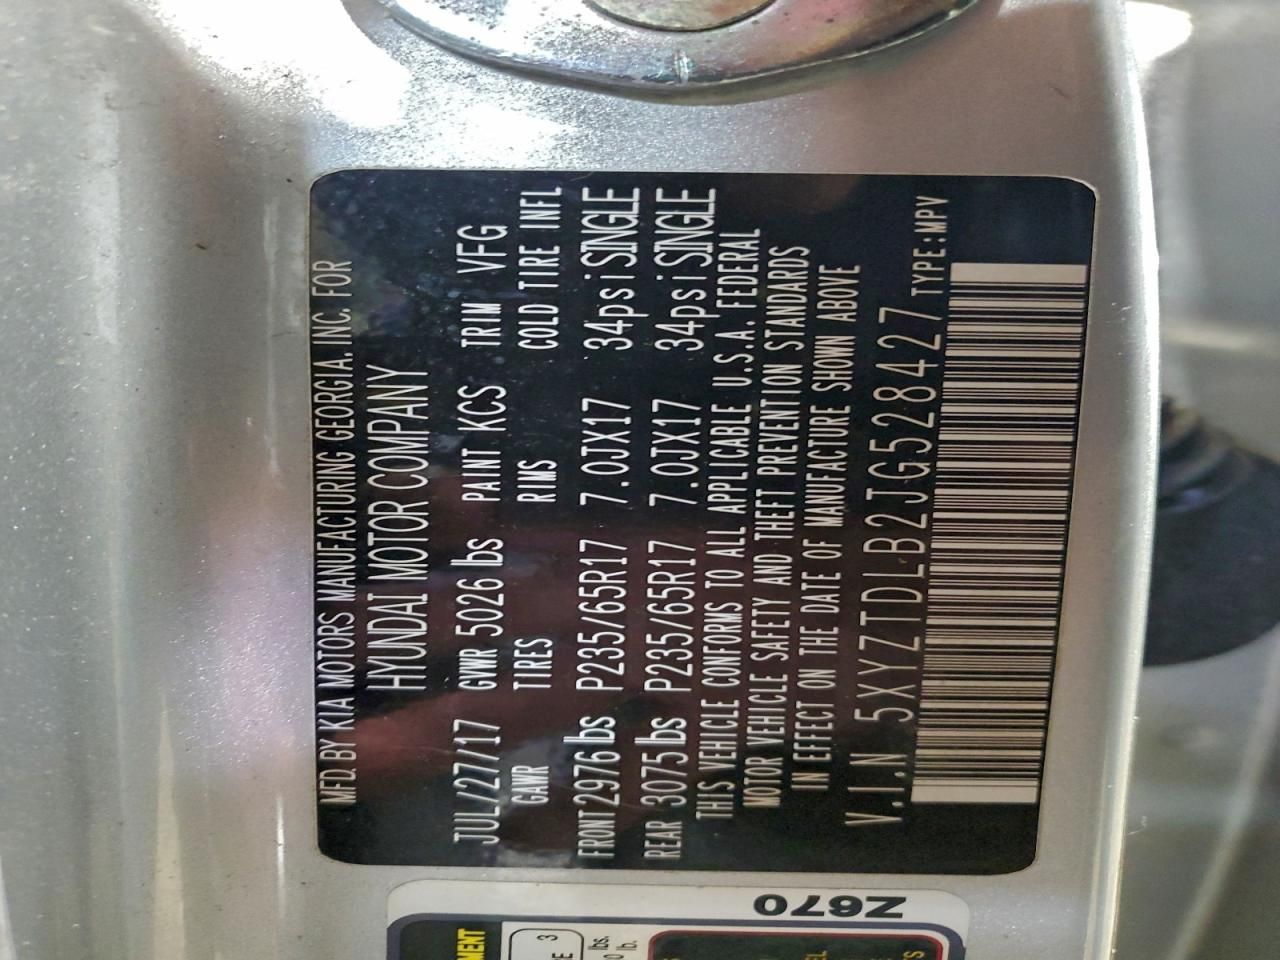 MFD. BY KIA MOTORS MANUFACTURING GEORGIA, INC. FOR
HYUNDAI MOTOR COMPANY
JUL/27/17 GVWR 5026 lbs PAINT KCS TRIM VFG
GAWR TIRES RIMS COLD TIRE INFL
FRONT 2976 lbs P235/65R17 7.0JX17 34psi SINGLE
REAR 3075 lbs P235/65R17 7.0JX17 34psi SINGLE
THIS VEHICLE CONFORMS TO ALL APPLICABLE U.S.A. FEDERAL
MOTOR VEHICLE SAFETY AND THEFT PREVENTION STANDARDS
IN EFFECT ON THE DATE OF MANUFACTURE SHOWN ABOVE
V.I.N 5XYZTDLB2JG528427 TYPE:MPV
Z670
3
lbs.
lb.